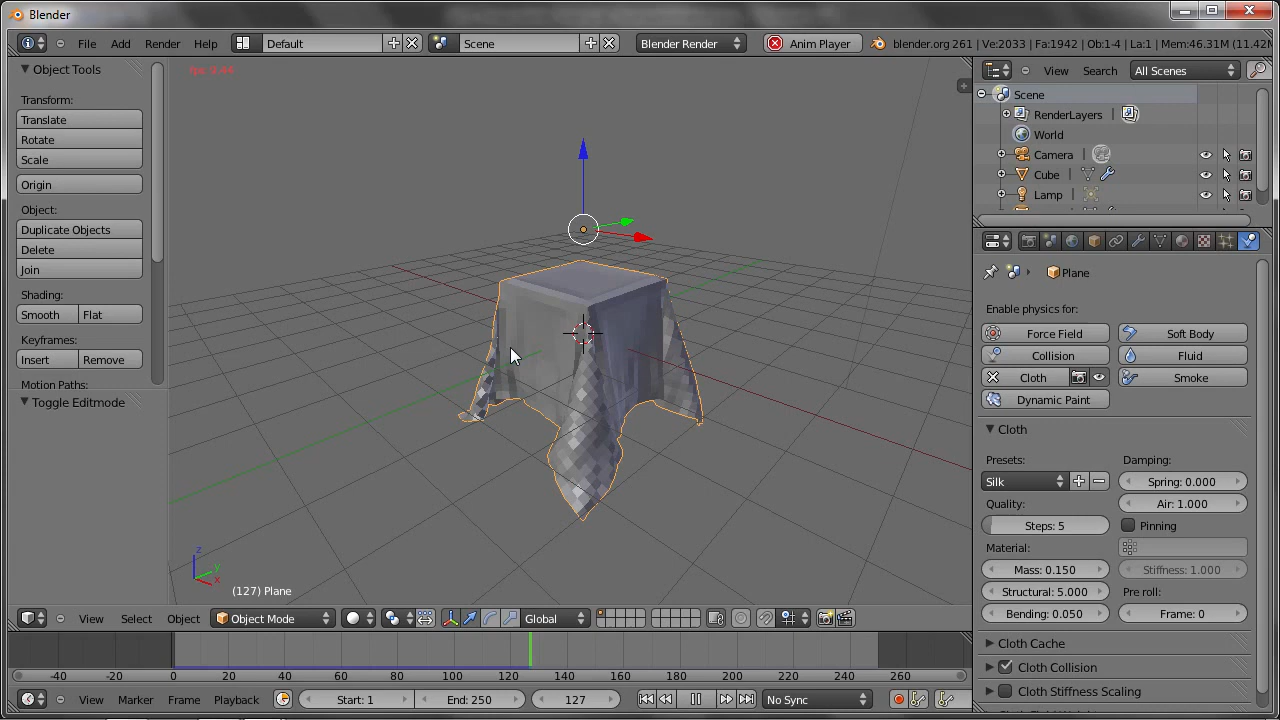 Blender
File Add Render Help Default Scene Blender Render Anim Player blender.org 261 | Ve:2033 | Fa:1942 | Ob:1-4 | La:1 | Mem:46.31M (11.42M
Object Tools
Transform:
Translate
Rotate
Scale
Origin
Object:
Duplicate Objects
Delete
Join
Shading:
Smooth Flat
Keyframes:
Insert Remove
Motion Paths:
Toggle Editmode
z
y
x
(127) Plane
View Select Object Object Mode Global
View Search All Scenes
Scene
RenderLayers |
World
Camera |
Cube |
Lamp |
Plane
Enable physics for:
Force Field Soft Body
Collision Fluid
Cloth Smoke
Dynamic Paint
Cloth
Presets: Damping:
Silk Spring: 0.000
Quality: Air: 1.000
Steps: 5 Pinning
Material:
Mass: 0.150 Stiffness: 1.000
Structural: 5.000 Pre roll:
Bending: 0.050 Frame: 0
Cloth Cache
Cloth Collision
Cloth Stiffness Scaling
-40 -20 0 20 40 60 80 100 120 140 160 180 200 220 240 260
View Marker Frame Playback Start: 1 End: 250 127 No Sync